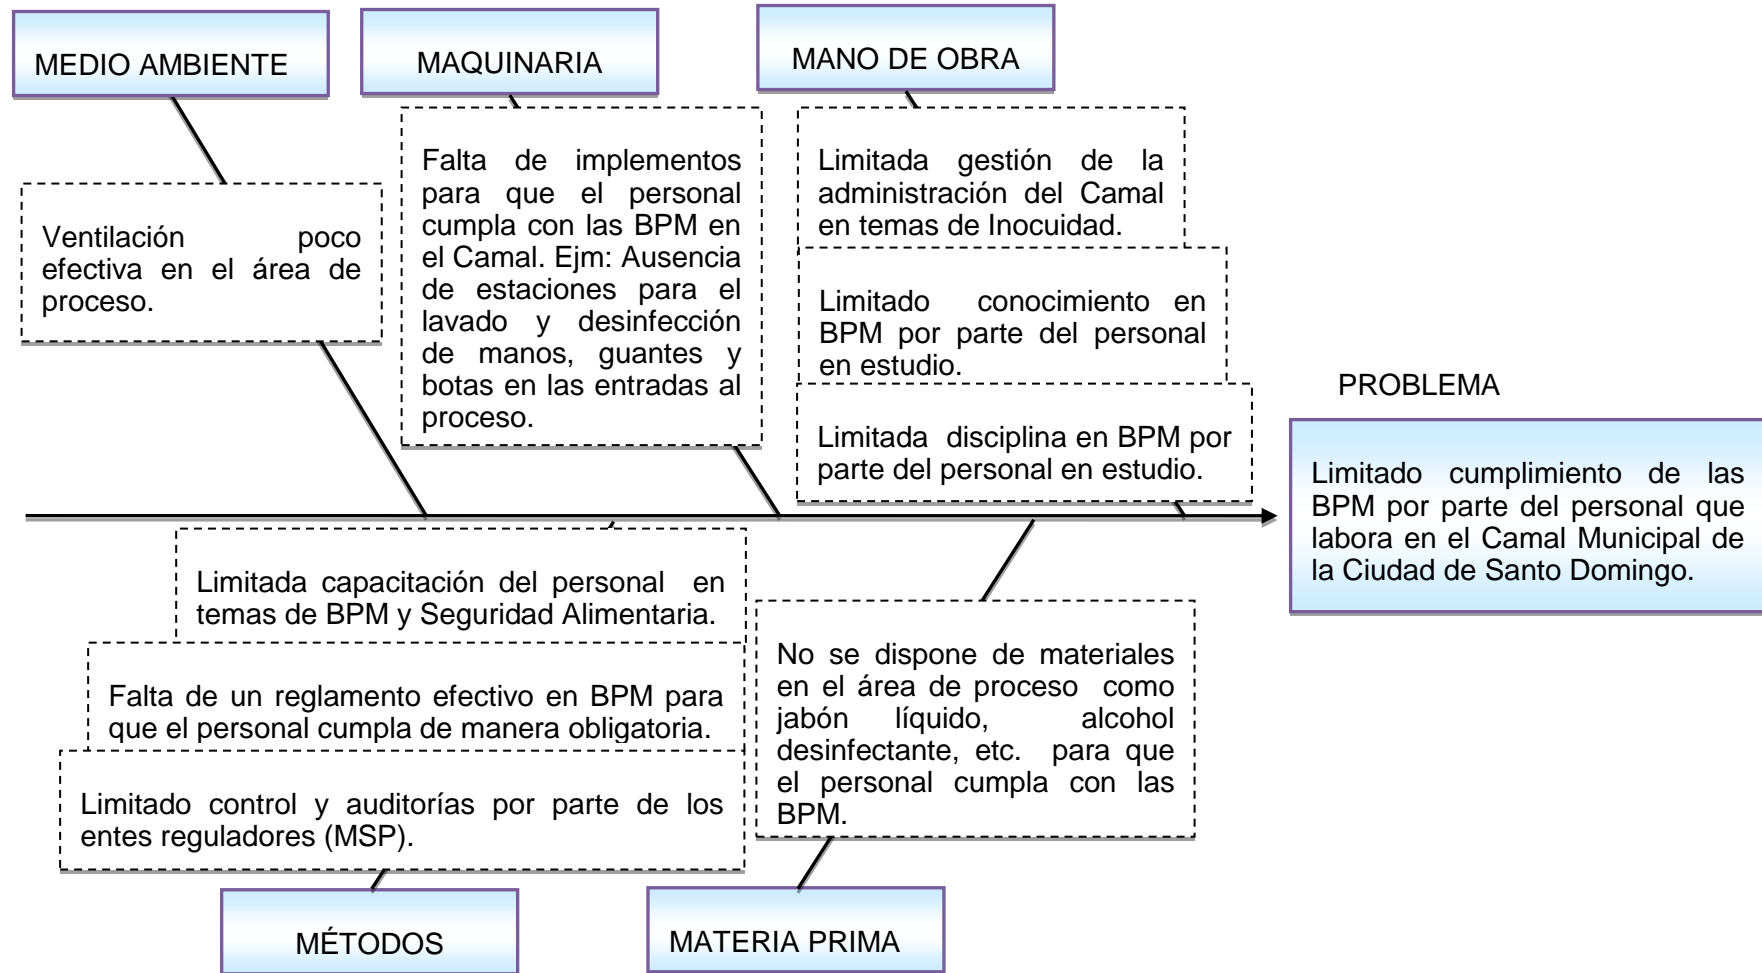 MEDIO AMBIENTE
MAQUINARIA
MANO DE OBRA
Ventilación poco
efectiva en el área de
proceso.
Falta de implementos
para que el personal
cumpla con las BPM en
el Camal. Ejm: Ausencia
de estaciones para el
lavado y desinfección
de manos, guantes y
botas en las entradas al
proceso.
Limitada gestión de la
administración del Camal
en temas de Inocuidad.
Limitado conocimiento en
BPM por parte del personal
en estudio.
Limitada disciplina en BPM por
parte del personal en estudio.
PROBLEMA
Limitado cumplimiento de las
BPM por parte del personal que
labora en el Camal Municipal de
la Ciudad de Santo Domingo.
Limitada capacitación del personal en
temas de BPM y Seguridad Alimentaria.
Falta de un reglamento efectivo en BPM para
que el personal cumpla de manera obligatoria.
Limitado control y auditorías por parte de los
entes reguladores (MSP).
No se dispone de materiales
en el área de proceso como
jabón líquido, alcohol
desinfectante, etc. para que
el personal cumpla con las
BPM.
MÉTODOS
MATERIA PRIMA